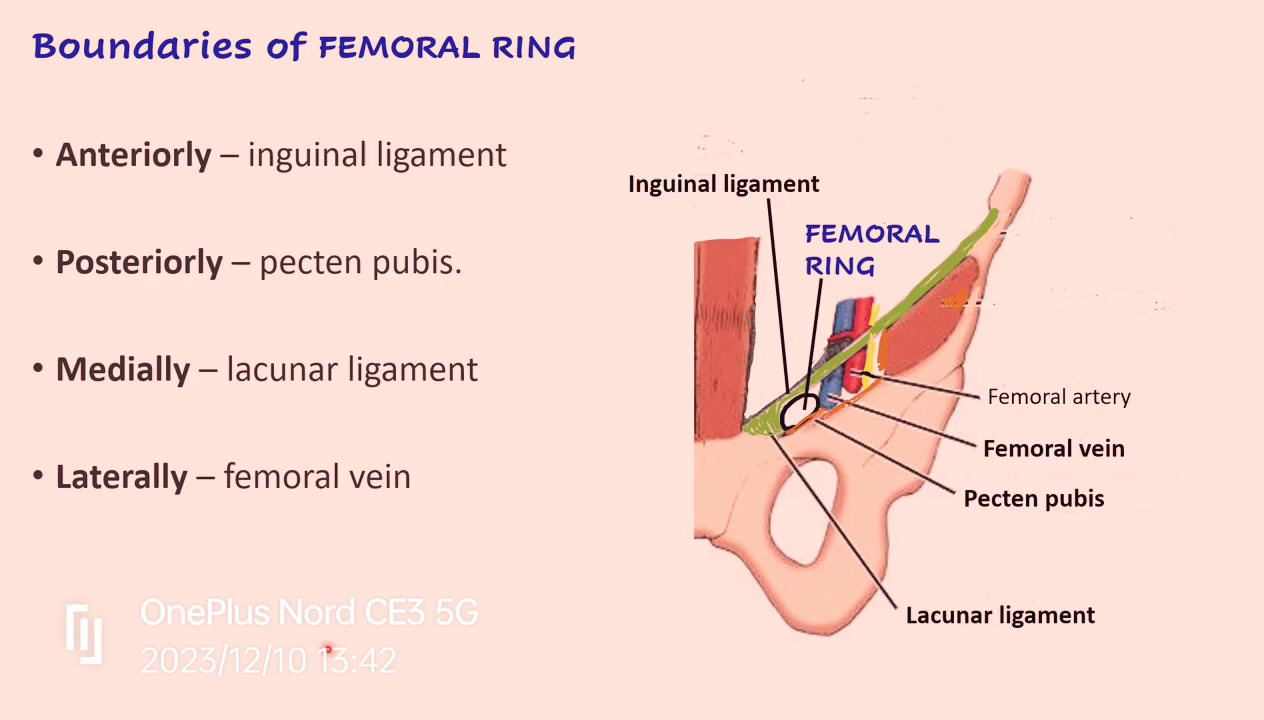 Boundaries of FEMORAL RING
• Anteriorly – inguinal ligament
• Posteriorly – pecten pubis.
• Medially – lacunar ligament
• Laterally – femoral vein
Inguinal ligament
FEMORAL
RING
Femoral artery
Femoral vein
Pecten pubis
Lacunar ligament
OnePlus Nord CE3 5G
2023/12/10 13:42